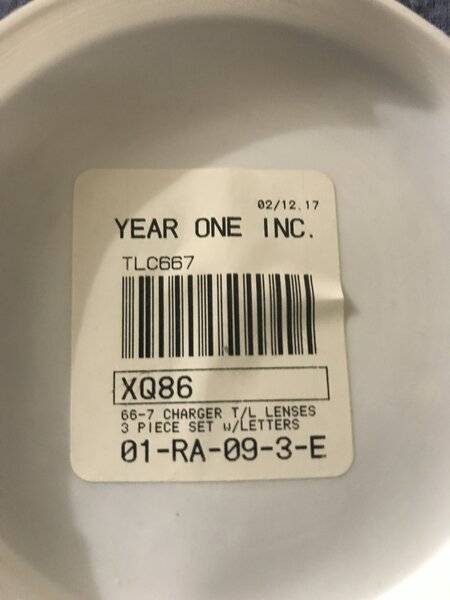 02/12.17
YEAR ONE INC.
TLC667
XQ86
66-7 CHARGER T/L LENSES
3 PIECE SET W/LETTERS
01-RA-09-3-E